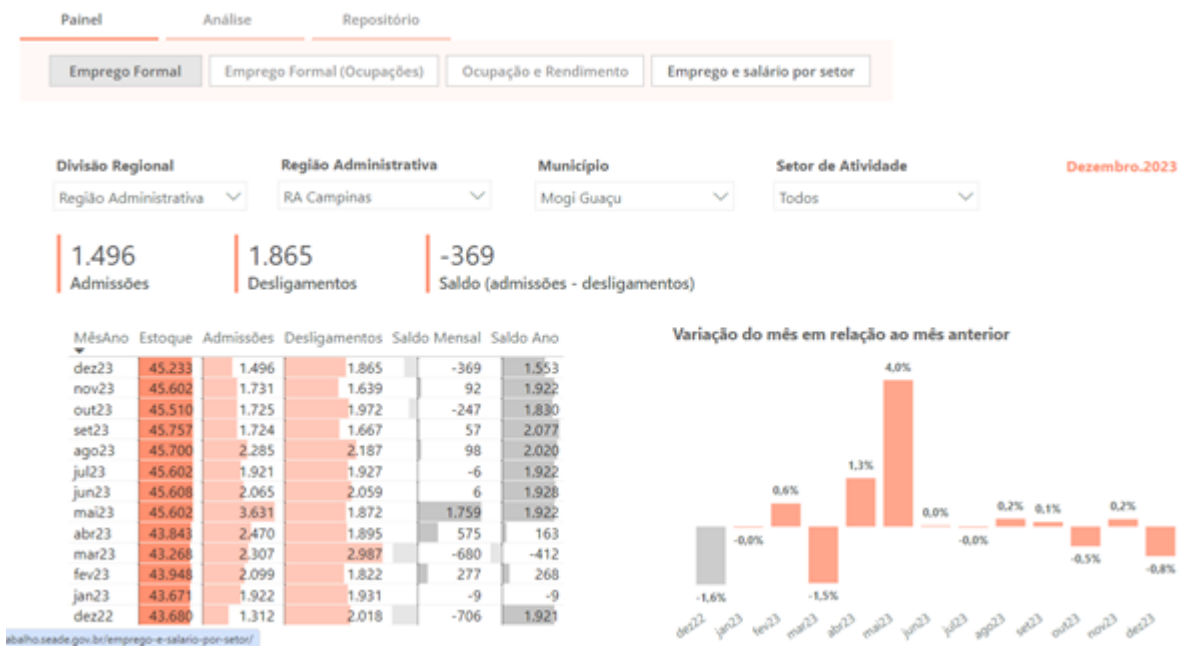 Painel Análise Repositório
Emprego Formal Emprego Formal (Ocupações) Ocupação e Rendimento Emprego e salário por setor
Divisão Regional Região Administrativa Município Setor de Atividade Dezembro.2023
Região Administrativa RA Campinas Mogi Guaçu Todos
1.496 1.865 -369
Admissões Desligamentos Saldo (admissões - desligamentos)
MêsAno Estoque Admissões Desligamentos Saldo Mensal Saldo Ano
dez23 45.233 1.496 1.865 -369 1.553
nov23 45.602 1.731 1.639 92 1.922
out23 45.510 1.725 1.972 -247 1.830
set23 45.757 1.724 1.667 57 2.077
ago23 45.700 2.285 2.187 98 2.020
jul23 45.602 1.921 1.927 -6 1.922
jun23 45.608 2.065 2.059 6 1.928
mai23 45.602 3.631 1.872 1.759 1.922
abr23 43.843 2.470 1.895 575 163
mar23 43.268 2.307 2.987 -680 -412
fev23 43.948 2.099 1.822 277 268
jan23 43.671 1.922 1.931 -9 -9
dez22 43.680 1.312 2.018 -706 1.921
Variação do mês em relação ao mês anterior
-1,6% -0,0% 0,6% -1,5% 1,3% 4,0% 0,0% -0,0% 0,2% 0,1% -0,5% 0,2% -0,8%
dez22 jan23 fev23 mar23 abr23 mai23 jun23 jul23 ago23 set23 out23 nov23 dez23
abalho.seade.gov.br/emprego-e-salario-por-setor/